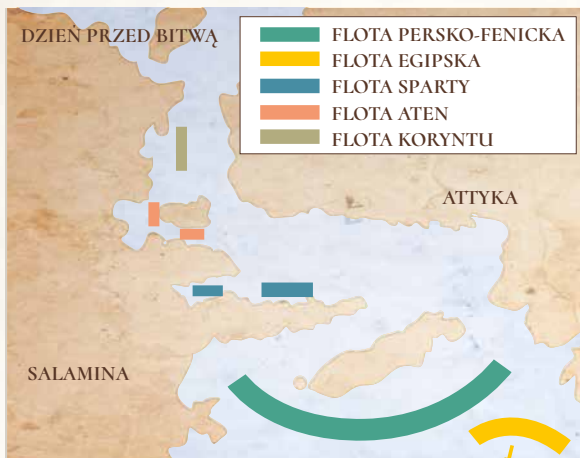 DZIEŃ PRZED BITWĄ
FLOTA PERSKO-FENICKA
FLOTA EGIPSKA
FLOTA SPARTY
FLOTA ATEN
FLOTA KORYNTU
ATTYKA
SALAMINA